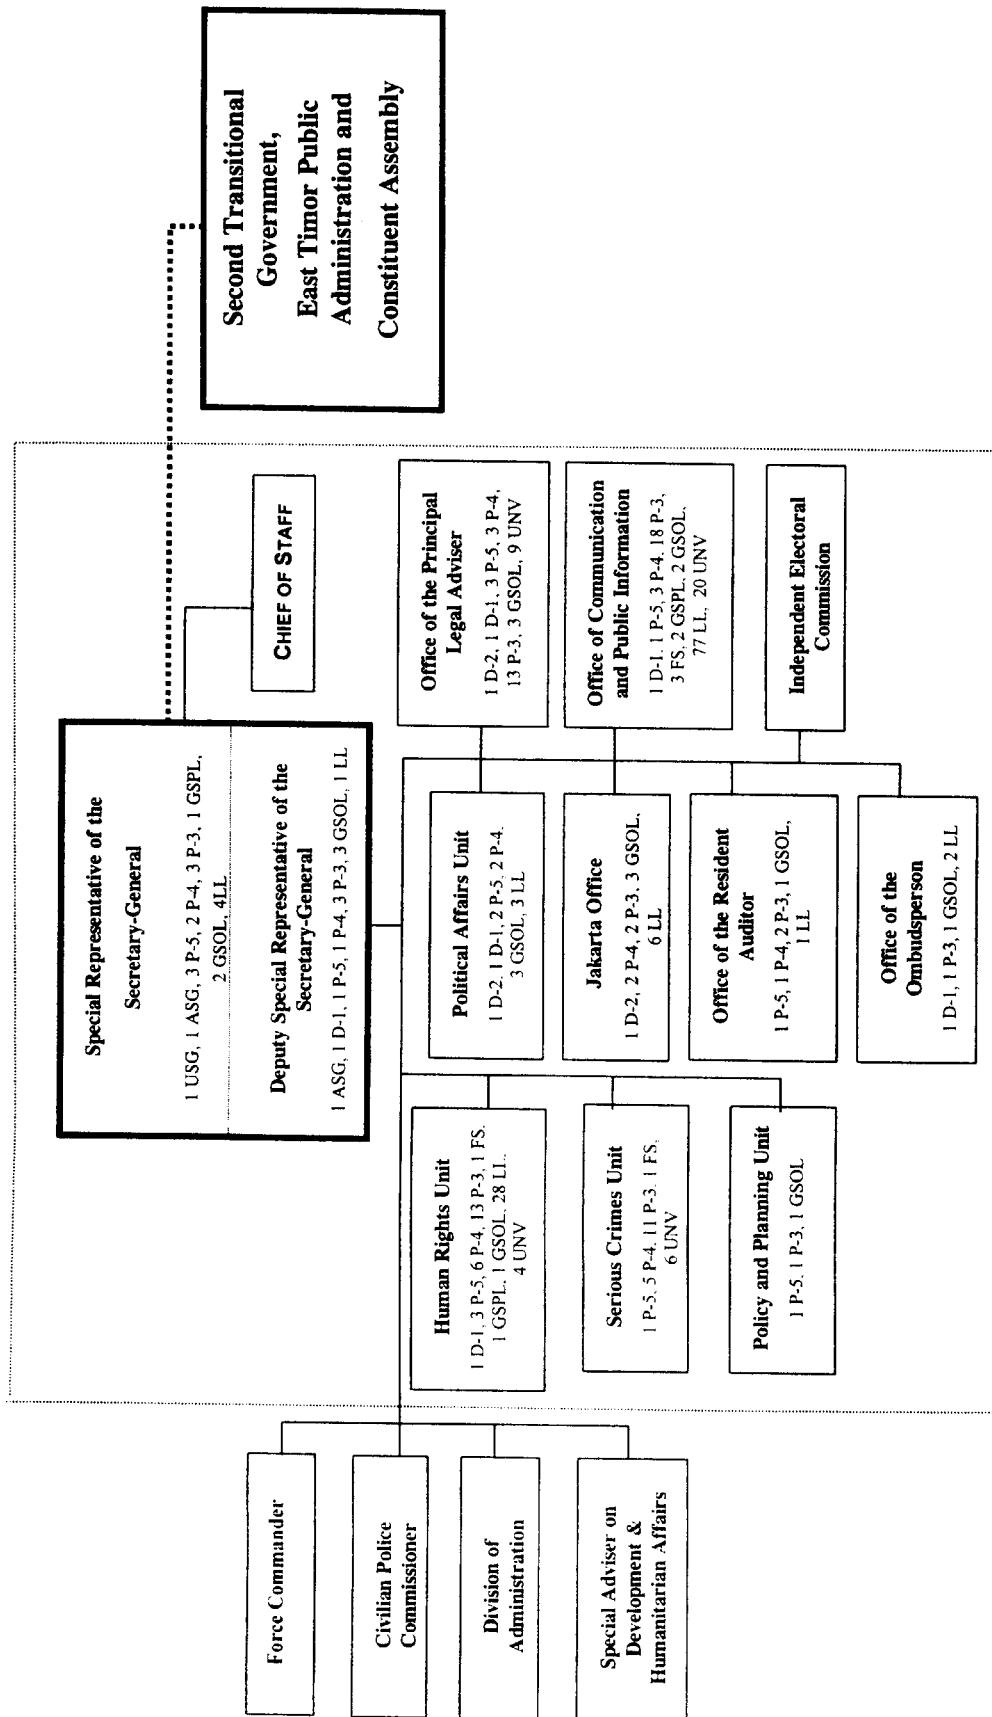 Special Representative of the
Secretary-General
1 USG, 1 ASG, 3 P-5, 2 P-4, 3 P-3, 1 GSPL,
2 GSOL, 4LL
Deputy Special Representative of the
Secretary-General
1 ASG, 1 D-1, 1 P-5, 1 P-4, 3 P-3, 3 GSOL, 1 LL
CHIEF OF STAFF
Second Transitional
Government,
East Timor Public
Administration and
Constituent Assembly
Force Commander
Civilian Police
Commissioner
Division of
Administration
Special Adviser on
Development &
Humanitarian Affairs
Human Rights Unit
1 D-1, 3 P-5, 6 P-4, 13 P-3, 1 FS,
1 GSPL, 1 GSOL, 28 LL,
4 UNV
Serious Crimes Unit
1 P-5, 5 P-4, 11 P-3, 1 FS,
6 UNV
Policy and Planning Unit
1 P-5, 1 P-3, 1 GSOL
Political Affairs Unit
1 D-2, 1 D-1, 2 P-5, 2 P-4,
3 GSOL, 3 LL
Jakarta Office
1 D-2, 2 P-4, 2 P-3, 3 GSOL,
6 LL
Office of the Resident
Auditor
1 P-5, 1 P-4, 2 P-3, 1 GSOL,
1 LL
Office of the
Ombudsperson
1 D-1, 1 P-3, 1 GSOL, 2 LL
Office of the Principal
Legal Adviser
1 D-2, 1 D-1, 3 P-5, 3 P-4,
13 P-3, 3 GSOL, 9 UNV
Office of Communication
and Public Information
1 D-1, 1 P-5, 3 P-4, 18 P-3,
3 FS, 2 GSPL, 2 GSOL,
77 LL, 20 UNV
Independent Electoral
Commission